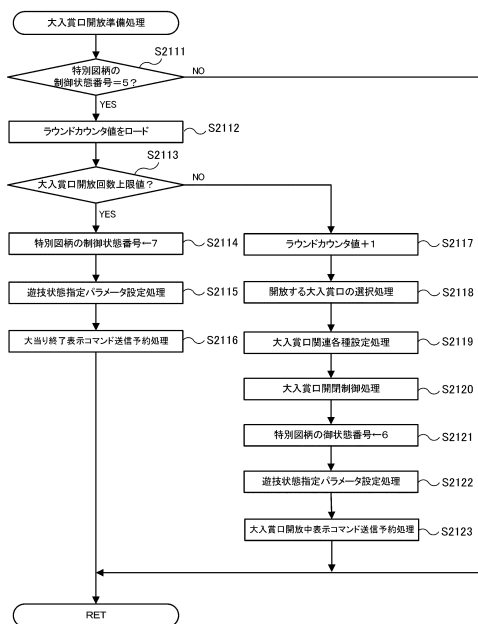 大入賞口開放準備処理
S2111
特別図柄の
制御状態番号＝5？
NO
YES
ラウンドカウンタ値をロード
S2112
S2113
大入賞口開放回数上限値？
NO
YES
特別図柄の制御状態番号←7
S2114
遊技状態指定パラメータ設定処理
S2115
大当り終了表示コマンド送信予約処理
S2116
ラウンドカウンタ値＋1
S2117
開放する大入賞口の選択処理
S2118
大入賞口関連各種設定処理
S2119
大入賞口開閉制御処理
S2120
特別図柄の御状態番号←6
S2121
遊技状態指定パラメータ設定処理
S2122
大入賞口開放中表示コマンド送信予約処理
S2123
RET